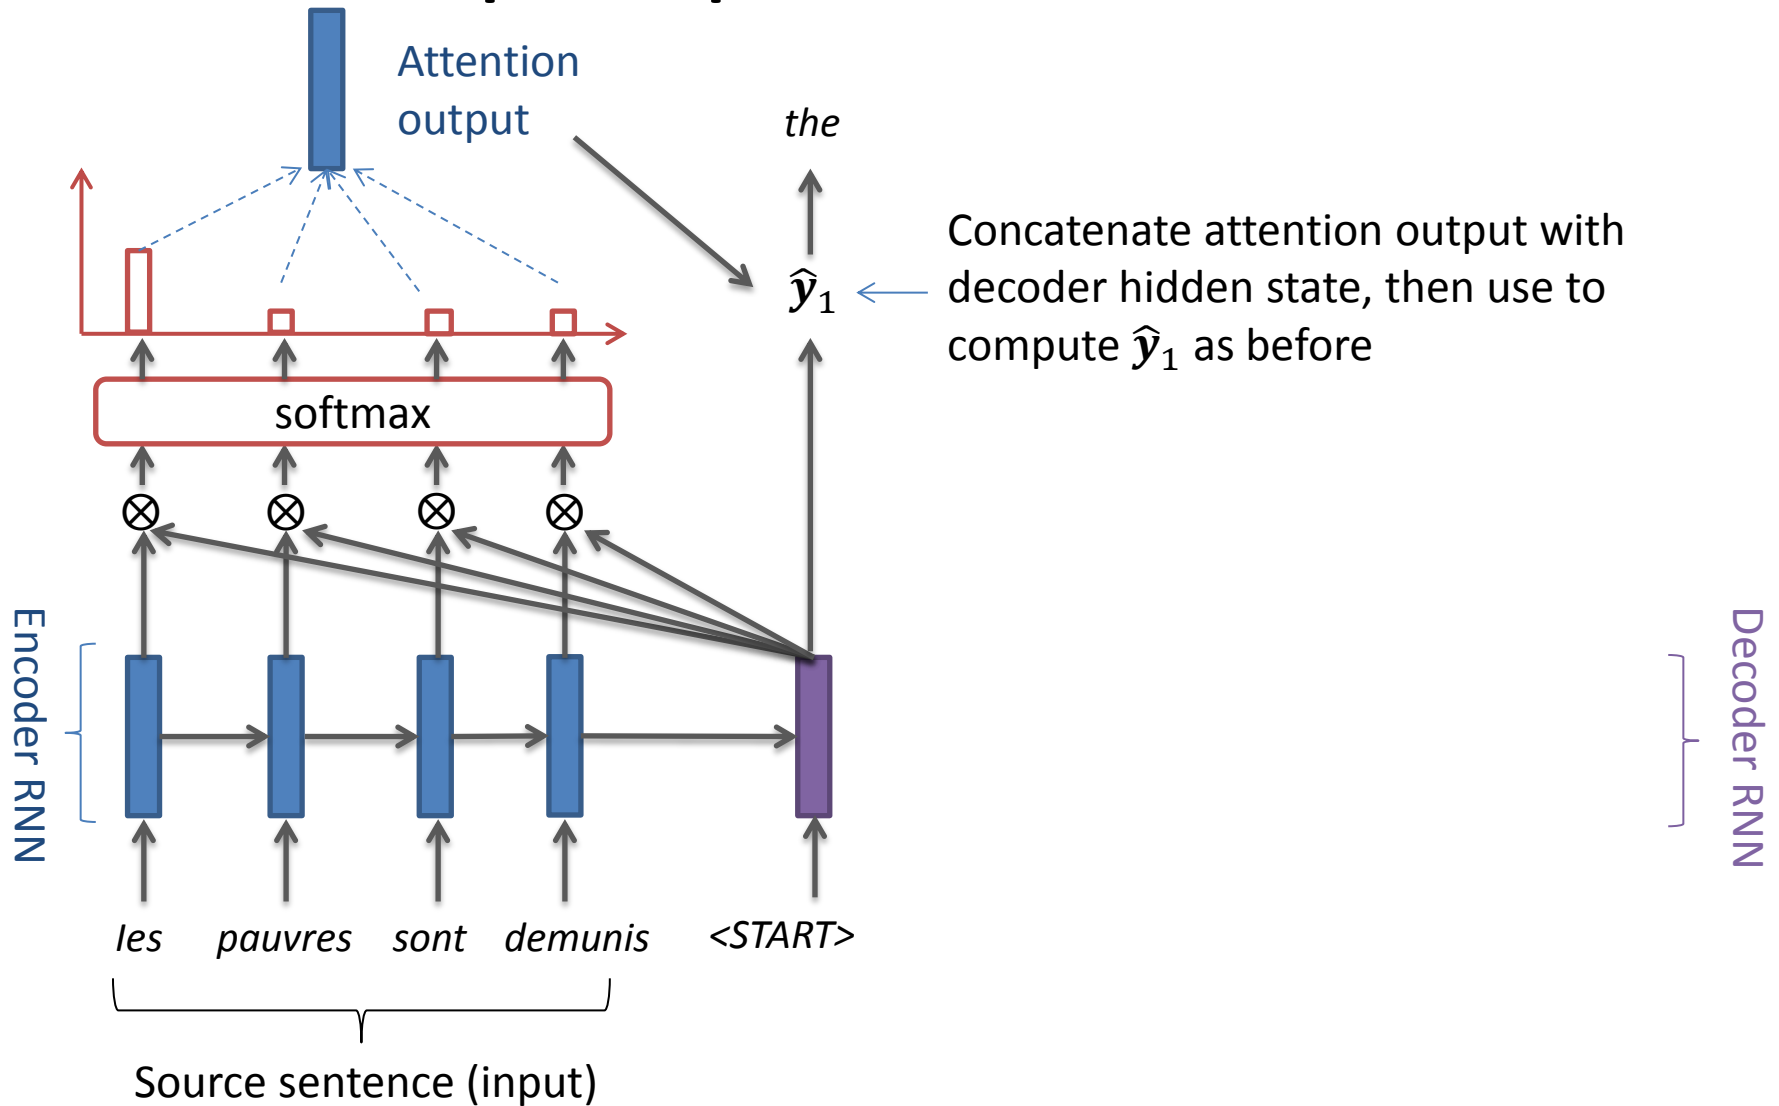 Attention
output
the
ŷ₁
Concatenate attention output with
decoder hidden state, then use to
compute ŷ₁ as before
softmax
Encoder RNN
Decoder RNN
les pauvres sont demunis <START>
Source sentence (input)